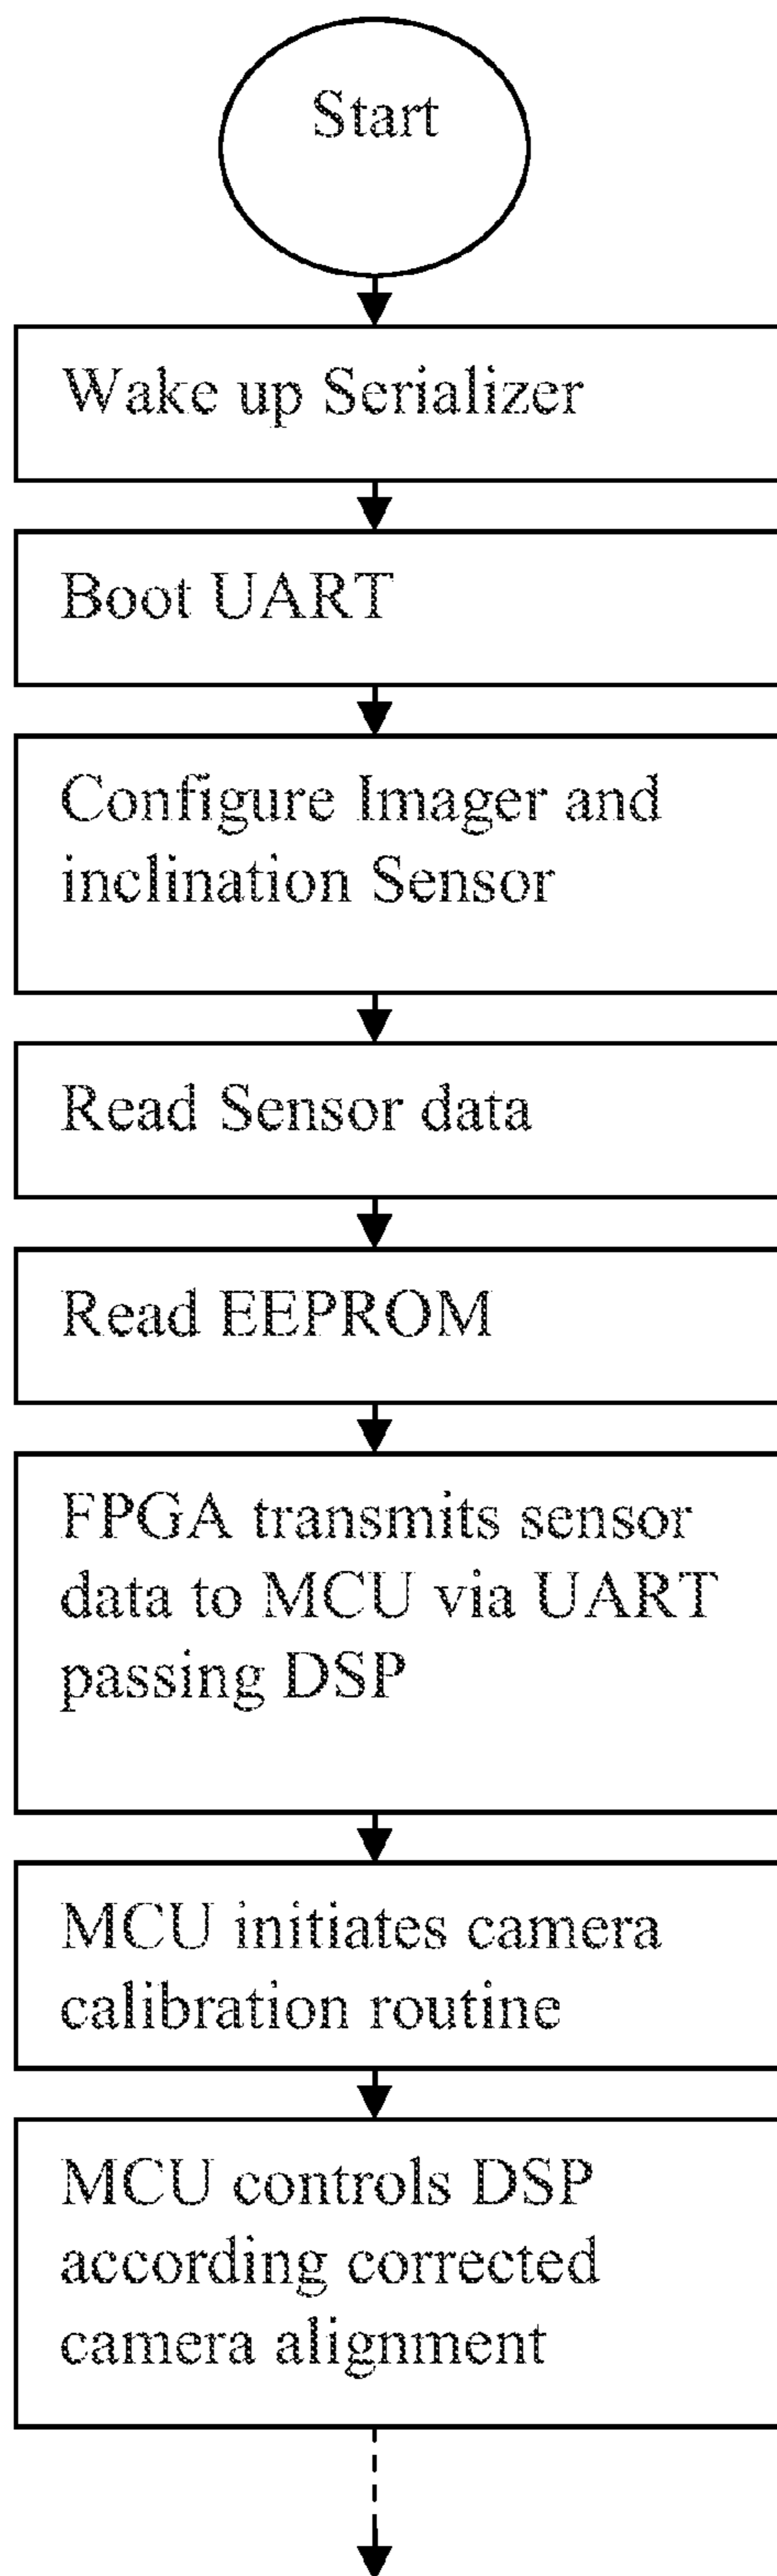 Start
Wake up Serializer
Boot UART
Configure Imager and
inclination Sensor
Read Sensor data
Read EEPROM
FPGA transmits sensor
data to MCU via UART
passing DSP
MCU initiates camera
calibration routine
MCU controls DSP
according corrected
camera alignment